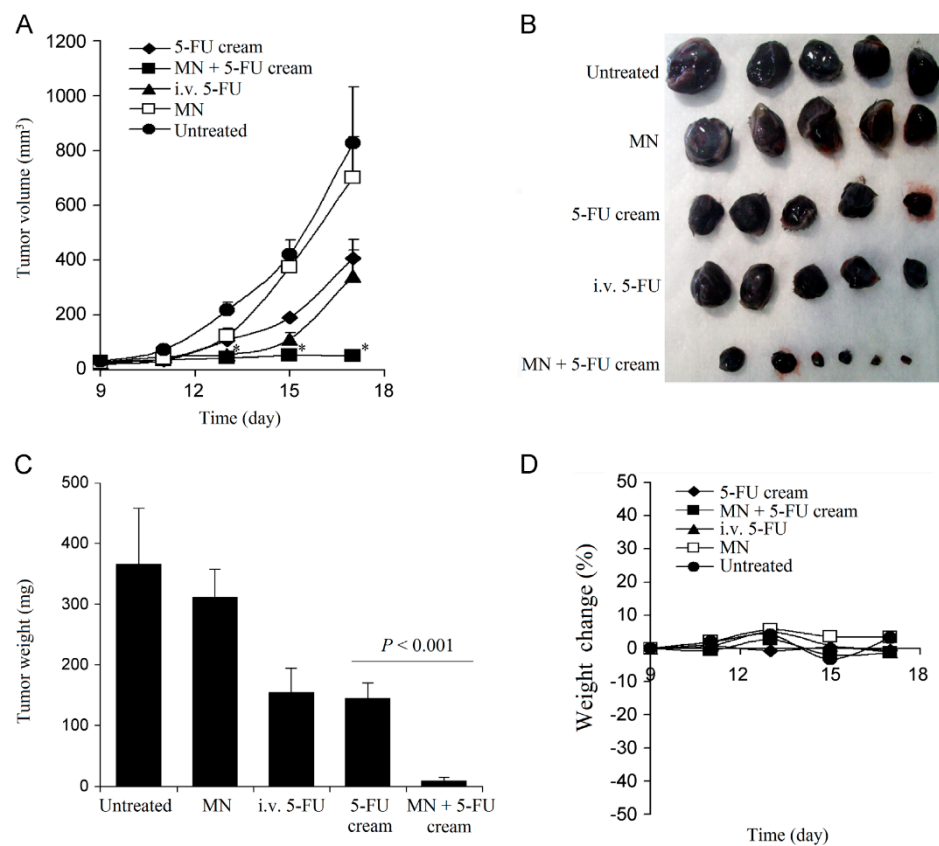 A
1200
1000
800
600
400
200
0
9
11
13
15
17
18
Tumor volume (mm³)
Time (day)
5-FU cream
MN + 5-FU cream
i.v. 5-FU
MN
Untreated
*
*
*
B
Untreated
MN
5-FU cream
i.v. 5-FU
MN + 5-FU cream
C
500
400
300
200
100
0
Tumor weight (mg)
P < 0.001
Untreated
MN
i.v. 5-FU
5-FU
cream
MN + 5-FU
cream
D
50
40
30
20
10
0
-10
-20
-30
-40
-50
9
12
15
18
Weight change (%)
5-FU cream
MN + 5-FU cream
i.v. 5-FU
MN
Untreated
Time (day)